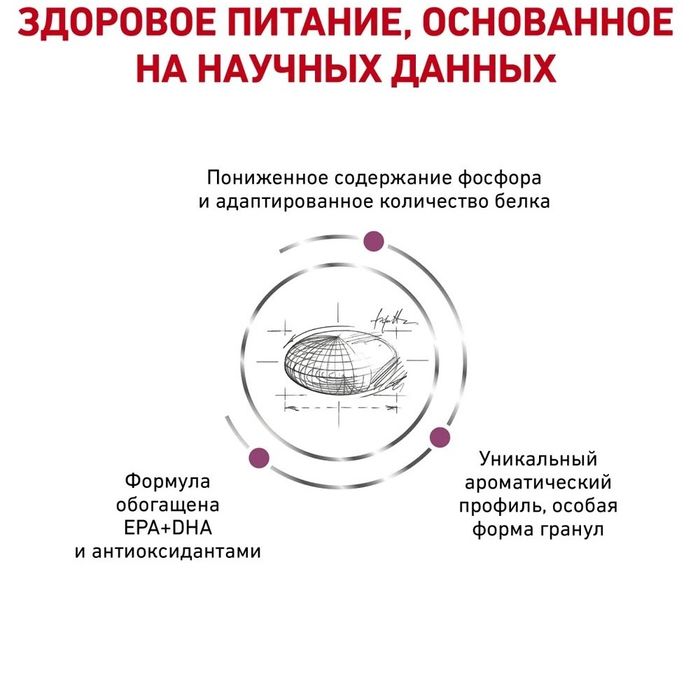 ЗДОРОВОЕ ПИТАНИЕ, ОСНОВАННОЕ
НА НАУЧНЫХ ДАННЫХ
Пониженное содержание фосфора
и адаптированное количество белка
Формула
обогащена
EPA+DHA
и антиоксидантами
Уникальный
ароматический
профиль, особая
форма гранул